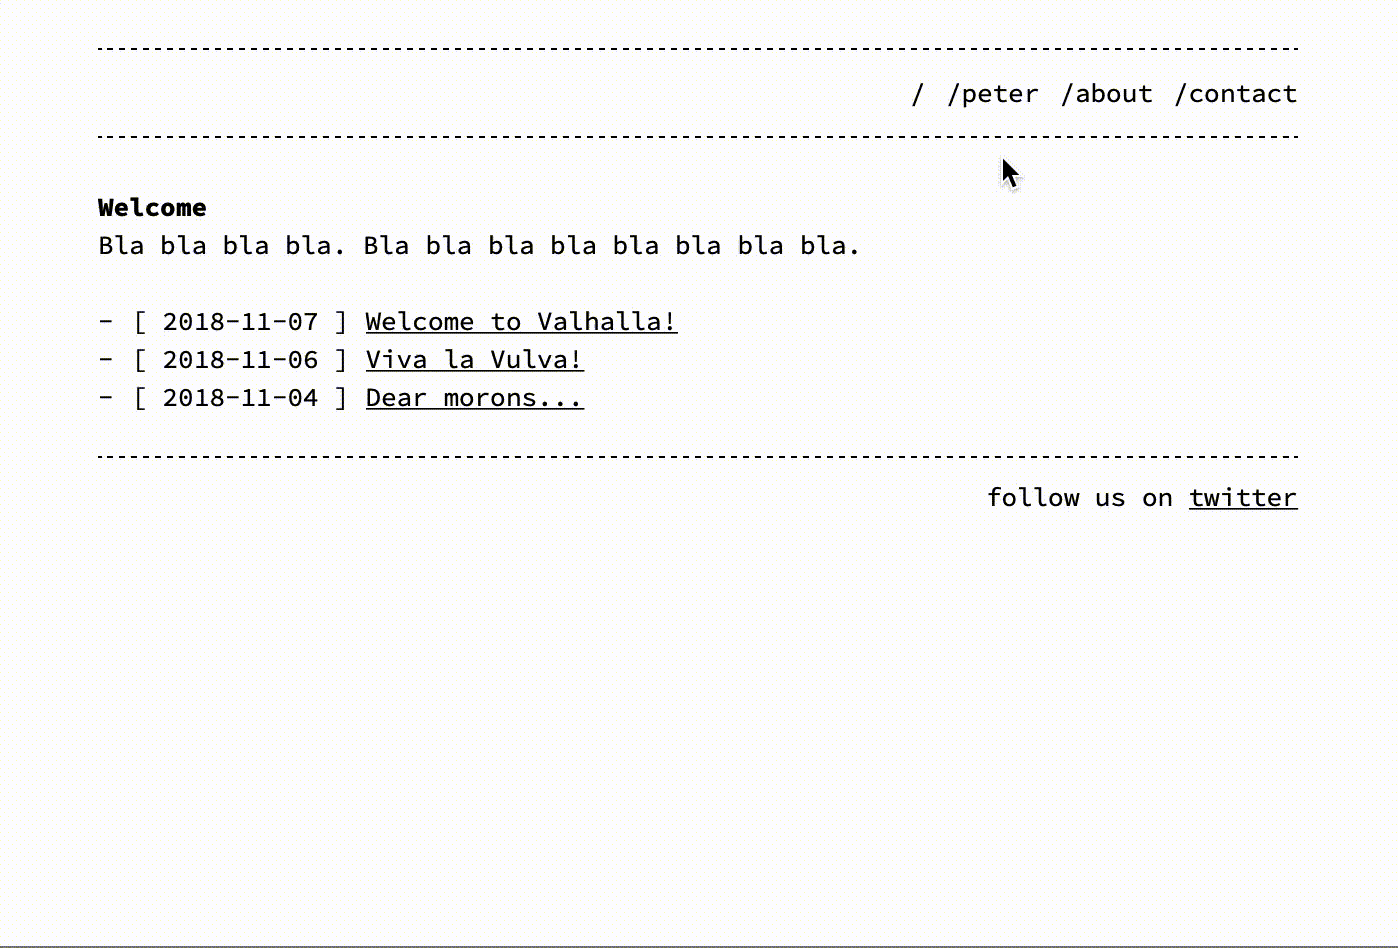 / /peter /about /contact
Welcome
Bla bla bla bla. Bla bla bla bla bla bla bla bla.
- [ 2018-11-07 ] Welcome to Valhalla!
- [ 2018-11-06 ] Viva la Vulva!
- [ 2018-11-04 ] Dear morons...
follow us on twitter